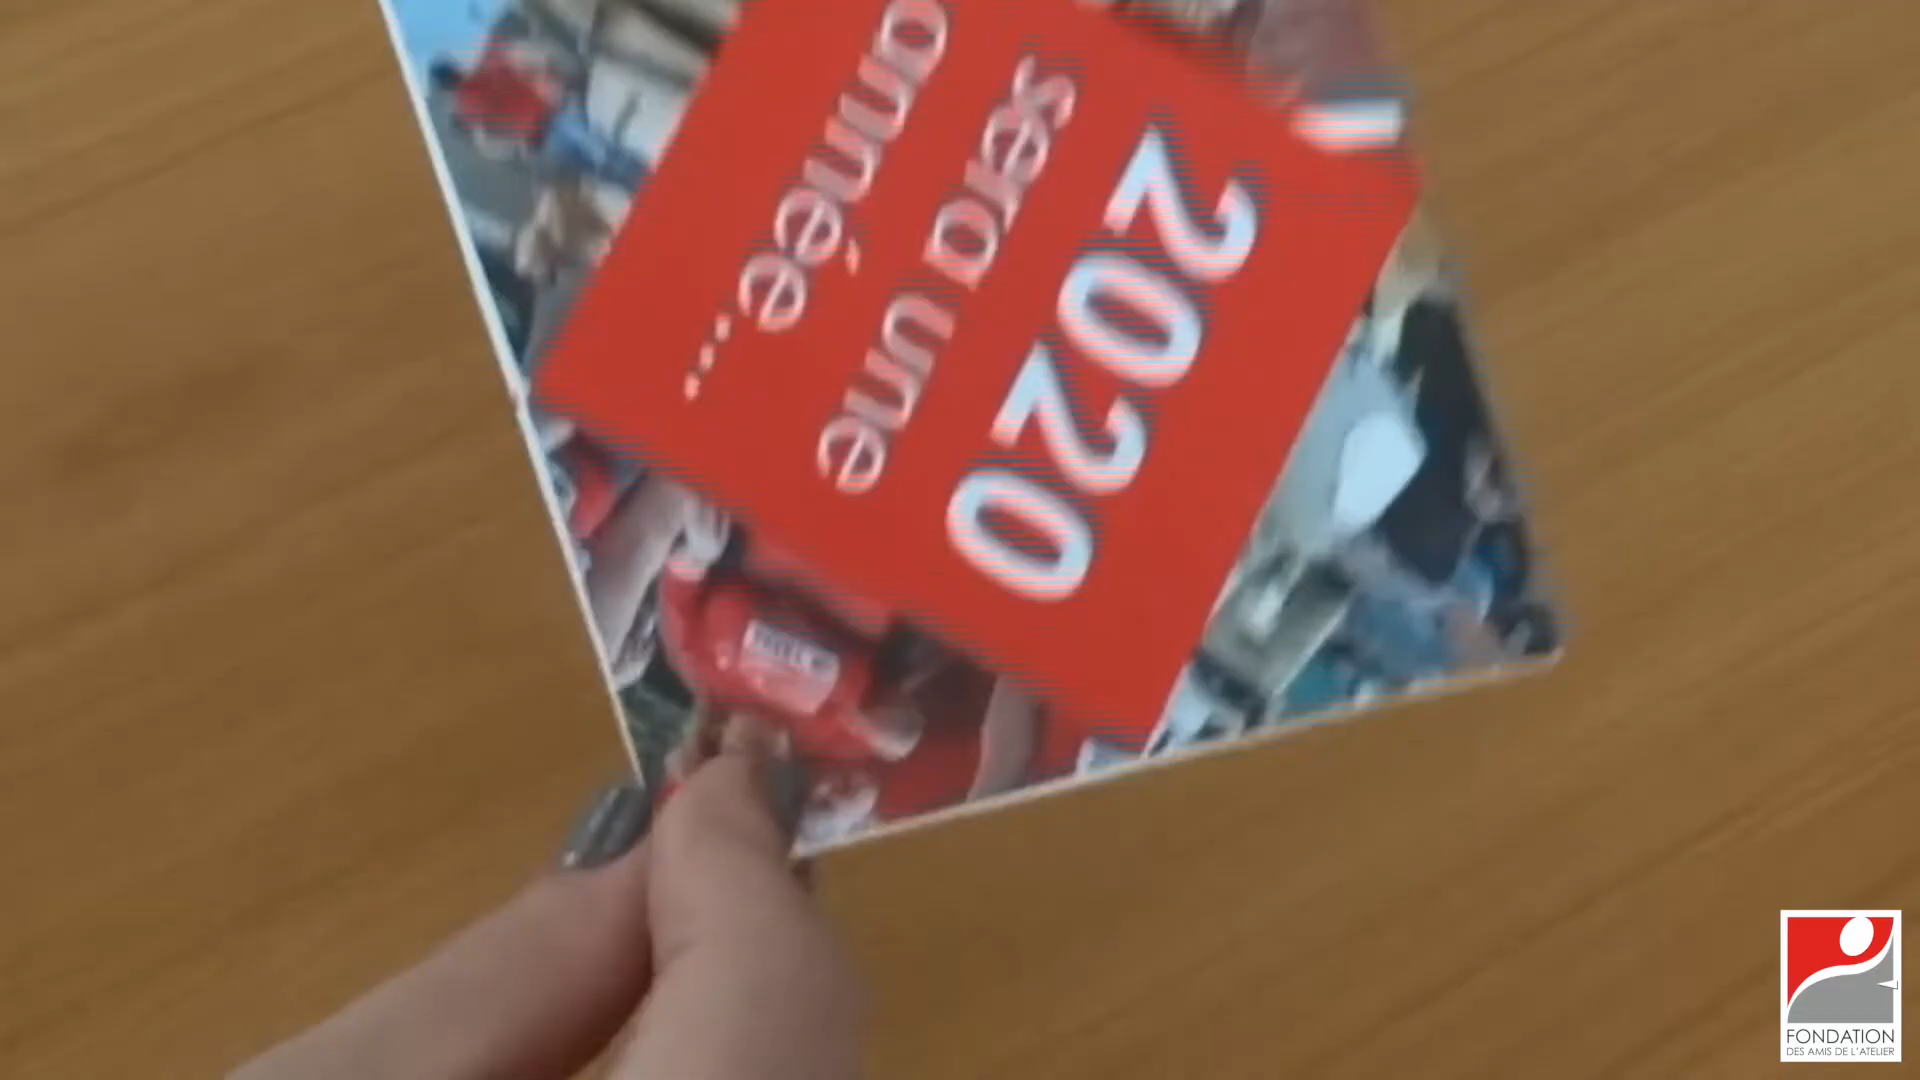 2020
sera une
année...
FONDATION
DES AMIS DE L'ATELIER